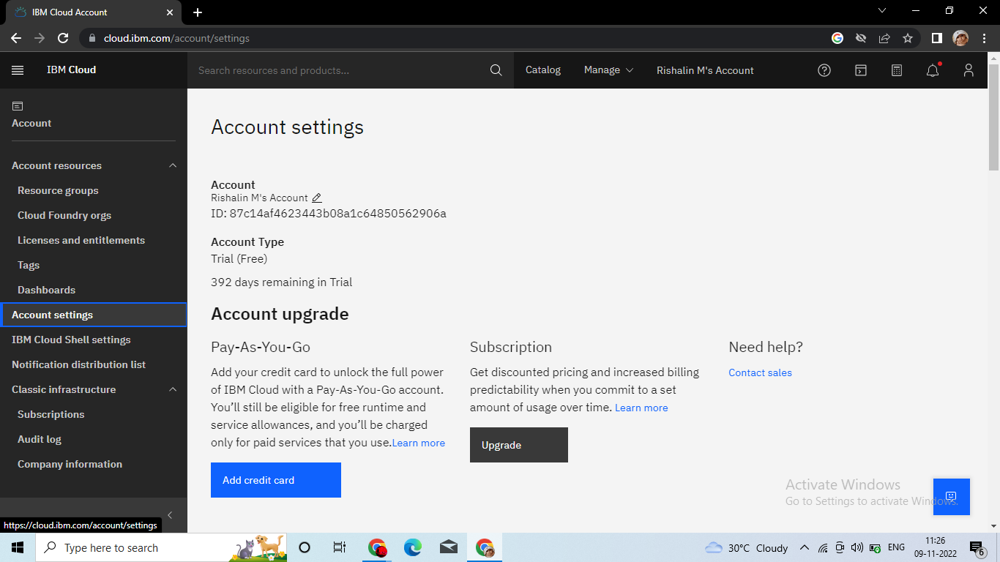 IBM Cloud Account
cloud.ibm.com/account/settings
IBM Cloud
Search resources and products...
Catalog
Manage
Rishalin M's Account
Account
Account resources
Resource groups
Cloud Foundry orgs
Licenses and entitlements
Tags
Dashboards
Account settings
IBM Cloud Shell settings
Notification distribution list
Classic infrastructure
Subscriptions
Audit log
Company information
https://cloud.ibm.com/account/settings
Account settings
Account
Rishalin M's Account
ID: 87c14af4623443b08a1c64850562906a
Account Type
Trial (Free)
392 days remaining in Trial
Account upgrade
Pay-As-You-Go
Add your credit card to unlock the full power
of IBM Cloud with a Pay-As-You-Go account.
You’ll still be eligible for free runtime and
service allowances, and you’ll be charged
only for paid services that you use.Learn more
Add credit card
Subscription
Get discounted pricing and increased billing
predictability when you commit to a set
amount of usage over time. Learn more
Upgrade
Need help?
Contact sales
Activate Windows
Go to Settings to activate Windows.
Type here to search
30°C Cloudy
ENG
11:26
09-11-2022
6